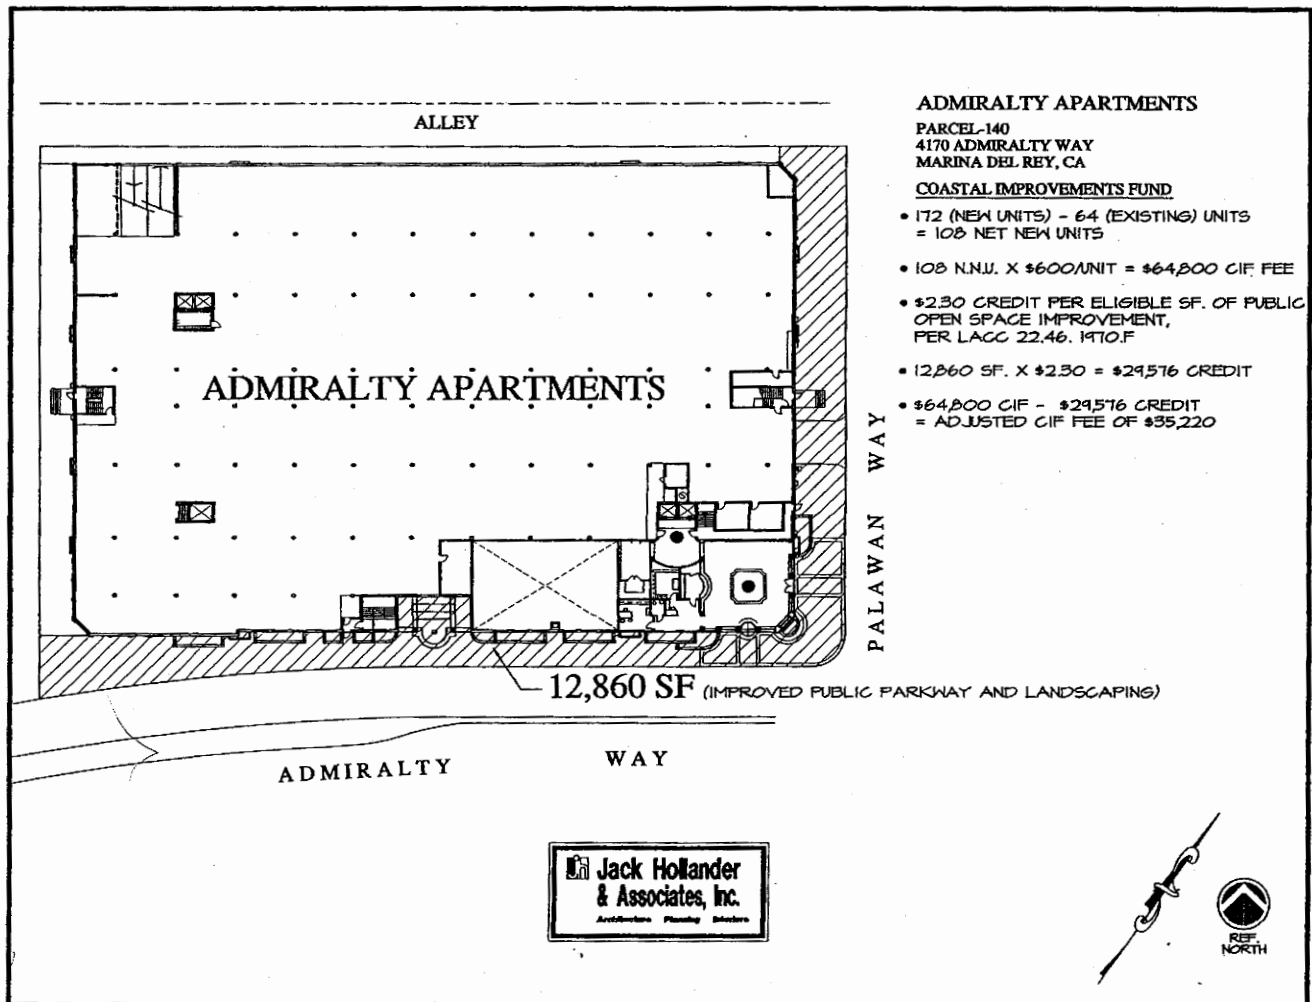 ALLEY
ADMIRALTY APARTMENTS
PARCEL-140
4170 ADMIRALTY WAY
MARINA DEL REY, CA
COASTAL IMPROVEMENTS FUND
• 172 (NEW UNITS) - 64 (EXISTING) UNITS
= 108 NET NEW UNITS
• 108 N.N.U. X $600/UNIT = $64,800 CIF FEE
• $2.30 CREDIT PER ELIGIBLE SF. OF PUBLIC
OPEN SPACE IMPROVEMENT,
PER LACC 22.46. 1970.F
• 12,860 SF. X $2.30 = $29,576 CREDIT
• $64,800 CIF - $29,576 CREDIT
= ADJUSTED CIF FEE OF $35,220
ADMIRALTY APARTMENTS
PALAWAN WAY
12,860 SF (IMPROVED PUBLIC PARKWAY AND LANDSCAPING)
ADMIRALTY WAY
Jack Hollander
& Associates, Inc.
Architecture Planning Interiors
REF.
NORTH